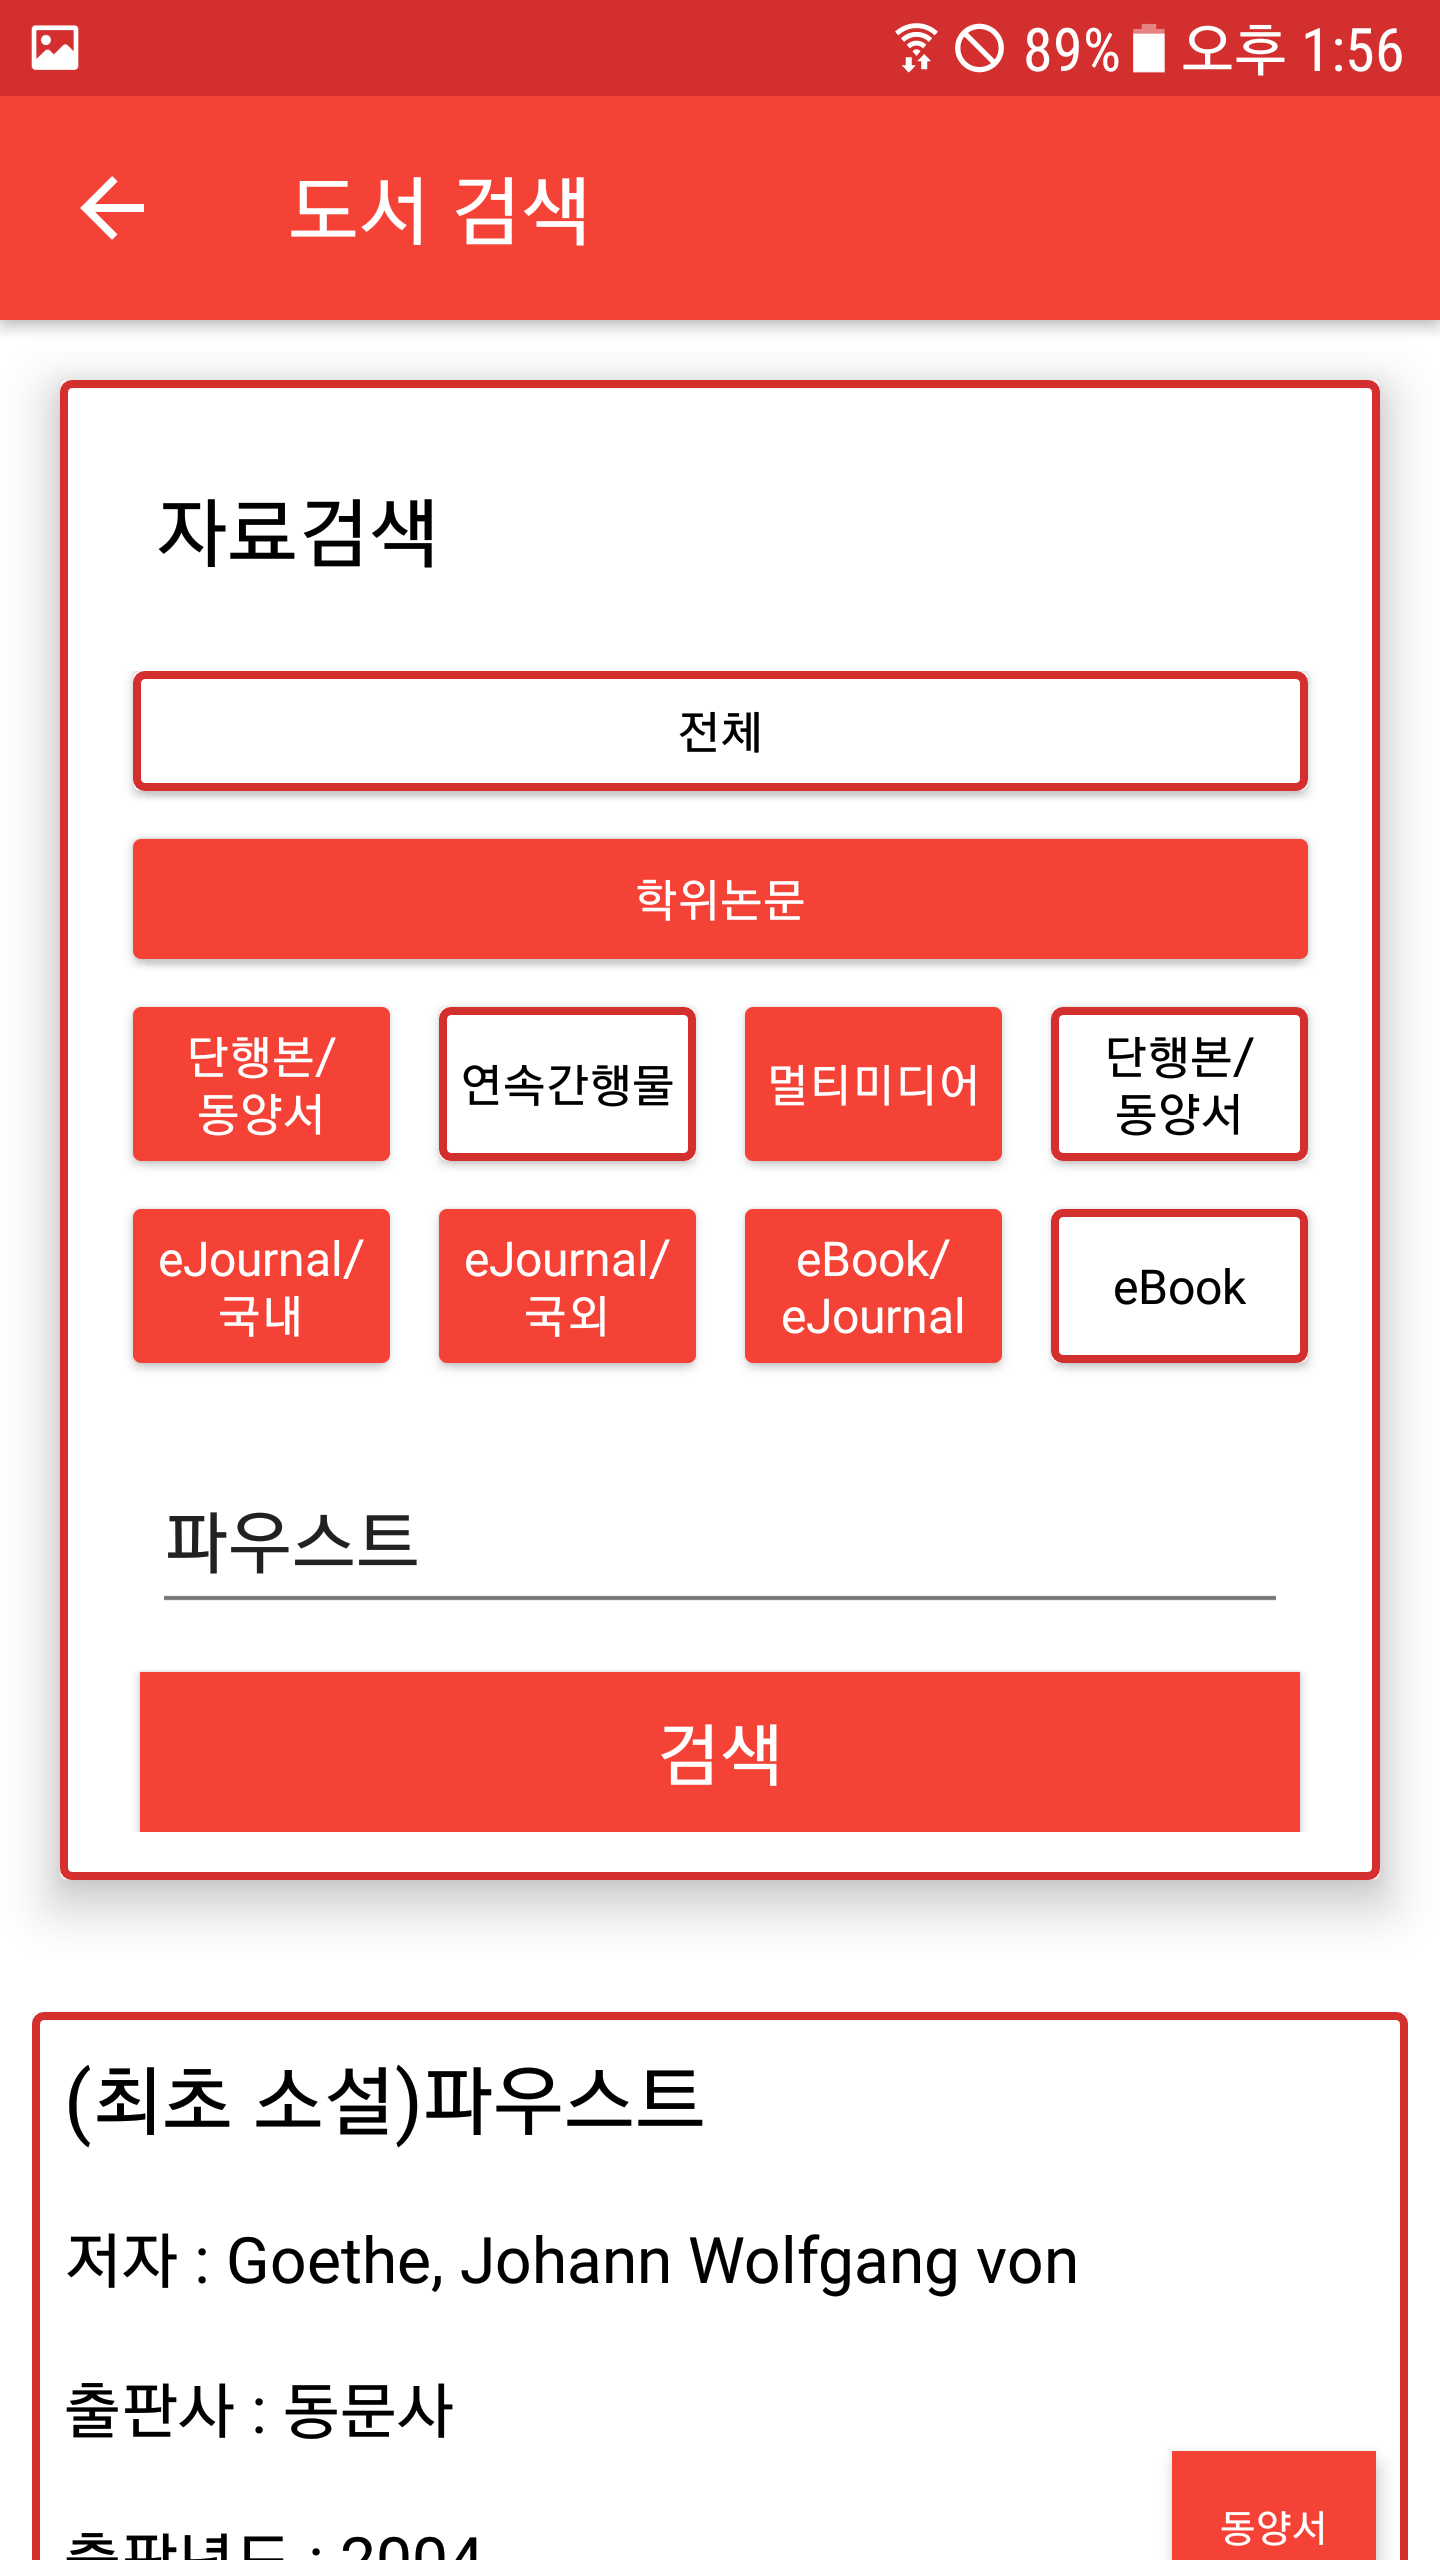 89% 오후 1:56
도서 검색
자료검색
전체
학위논문
단행본/
동양서
연속간행물
멀티미디어
단행본/
동양서
eJournal/
국내
eJournal/
국외
eBook/
eJournal
eBook
파우스트
검색
(최초 소설)파우스트
저자 : Goethe, Johann Wolfgang von
출판사 : 동문사
동양서
출판년도 : 2004